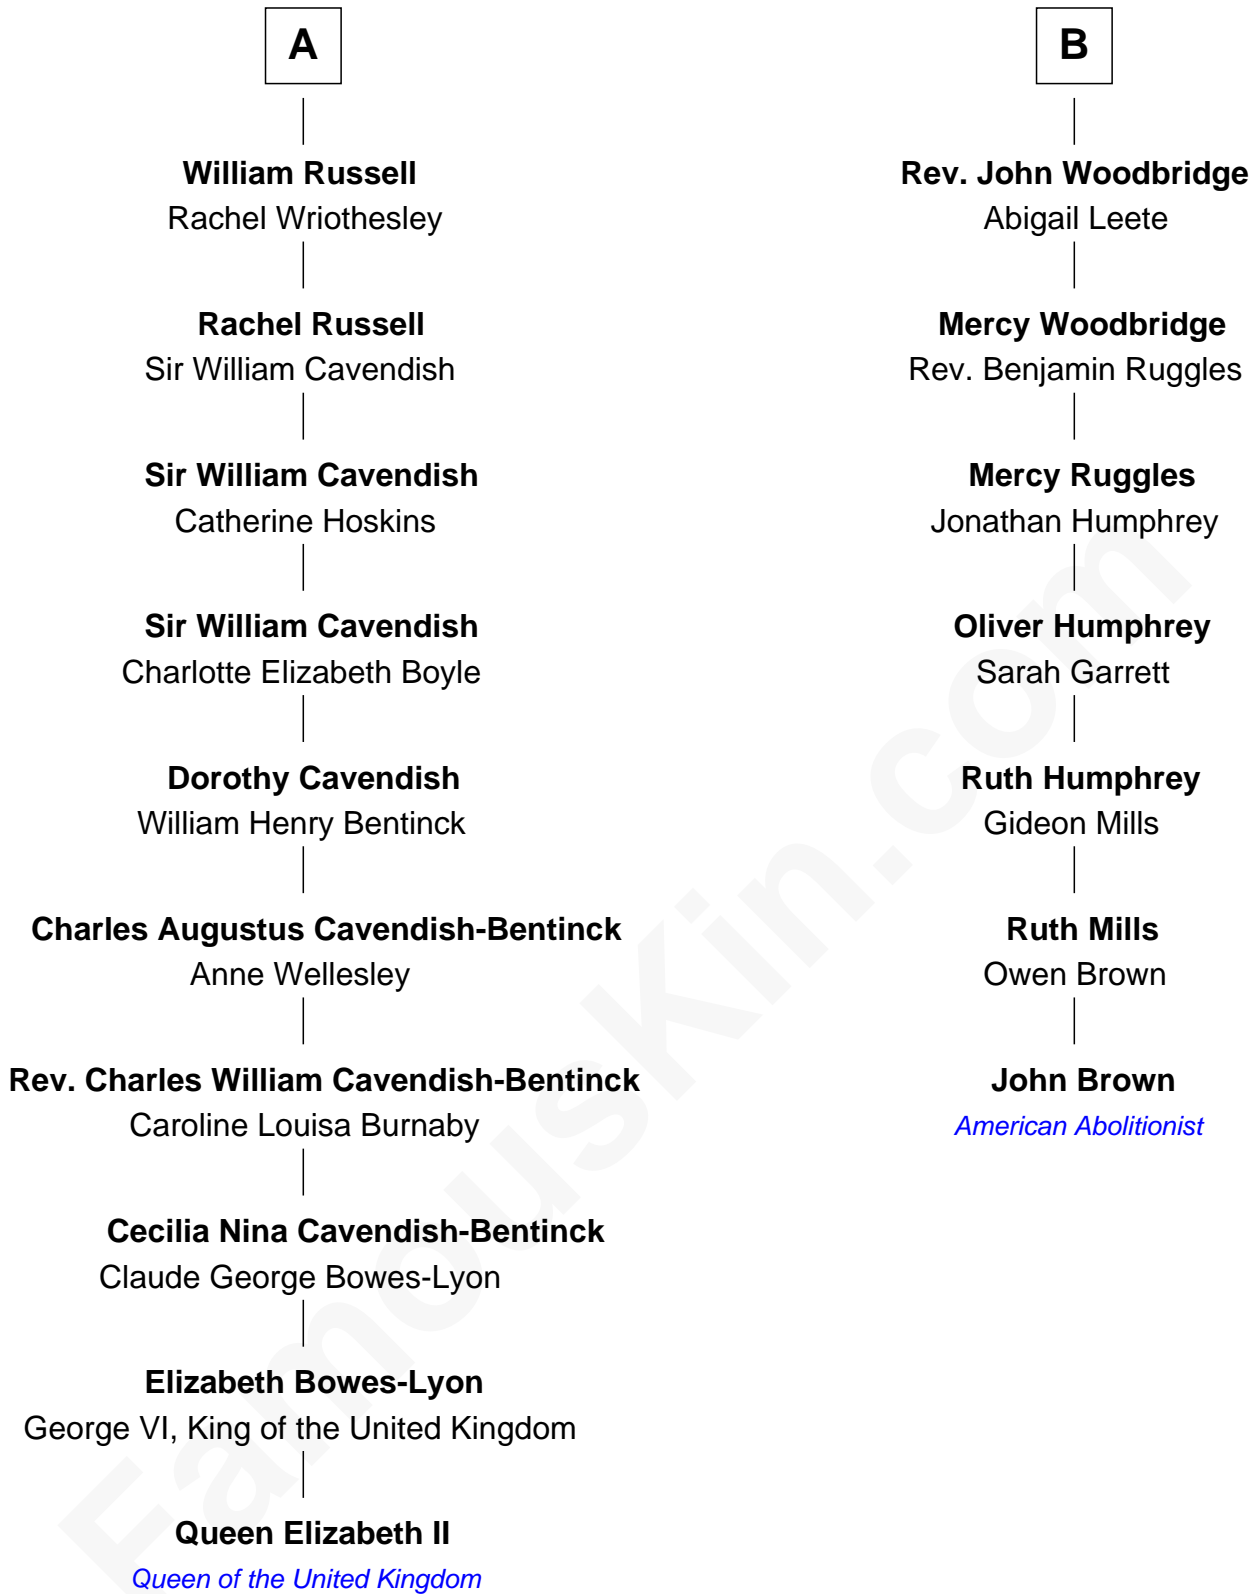 A
William Russell
Rachel Wriothesley
Rachel Russell
Sir William Cavendish
Sir William Cavendish
Catherine Hoskins
Sir William Cavendish
Charlotte Elizabeth Boyle
Dorothy Cavendish
William Henry Bentinck
Charles Augustus Cavendish-Bentinck
Anne Wellesley
Rev. Charles William Cavendish-Bentinck
Caroline Louisa Burnaby
Cecilia Nina Cavendish-Bentinck
Claude George Bowes-Lyon
Elizabeth Bowes-Lyon
George VI, King of the United Kingdom
Queen Elizabeth II
Queen of the United Kingdom
B
Rev. John Woodbridge
Abigail Leete
Mercy Woodbridge
Rev. Benjamin Ruggles
Mercy Ruggles
Jonathan Humphrey
Oliver Humphrey
Sarah Garrett
Ruth Humphrey
Gideon Mills
Ruth Mills
Owen Brown
John Brown
American Abolitionist
FamousKin.com